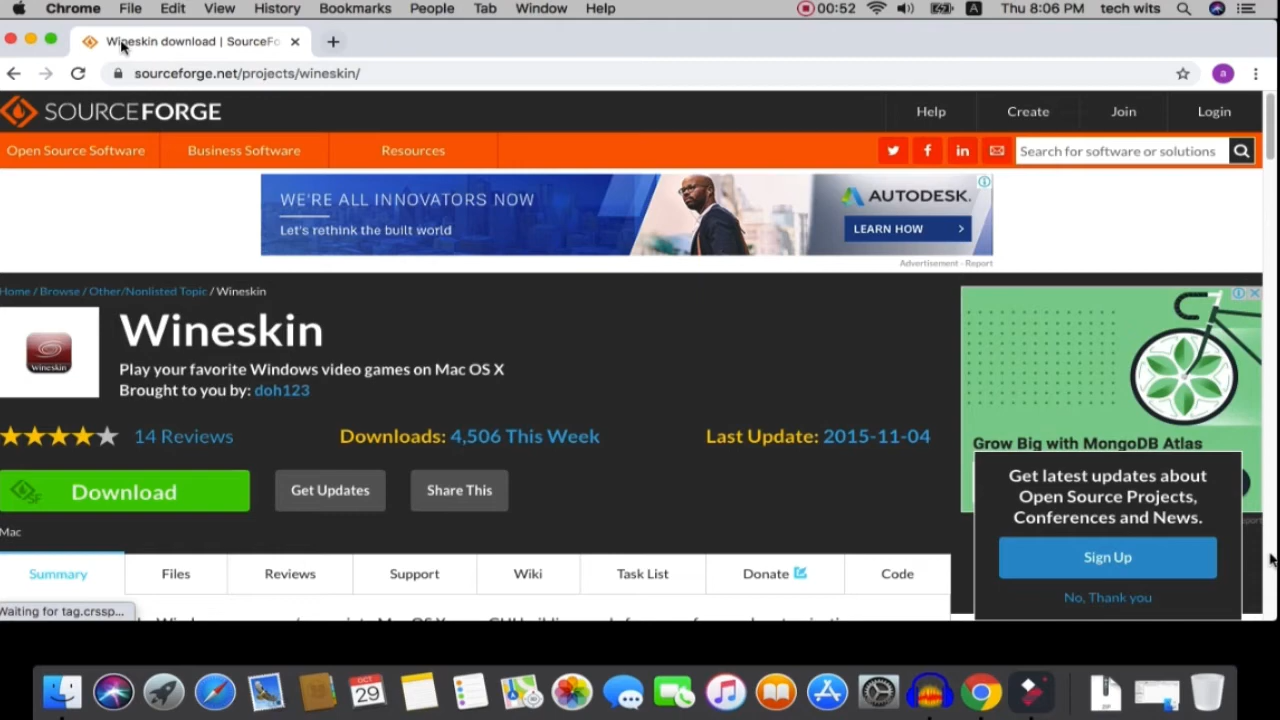 Chrome File Edit View History Bookmarks People Tab Window Help 00:52 A Thu 8:06 PM tech wits
Wineskin download | SourceFo
sourceforge.net/projects/wineskin/ a
SOURCEFORGE Help Create Join Login
Open Source Software Business Software Resources Search for software or solutions
WE'RE ALL INNOVATORS NOW
Let's rethink the built world
AUTODESK.
LEARN HOW >
Advertisement - Report
Home / Browse / Other/Nonlisted Topic / Wineskin
Wineskin
Wineskin
Play your favorite Windows video games on Mac OS X
Brought to you by: doh123
14 Reviews Downloads: 4,506 This Week Last Update: 2015-11-04
Download Get Updates Share This
Mac
Summary Files Reviews Support Wiki Task List Donate Code
Waiting for tag.crssp...
Grow Big with MongoDB Atlas
Get latest updates about
Open Source Projects,
Conferences and News.
Sign Up
No, Thank you
OCT
29
ZIP